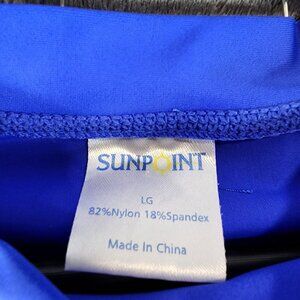 SUNPOINT
LG
82%Nylon 18%Spandex
Made In China